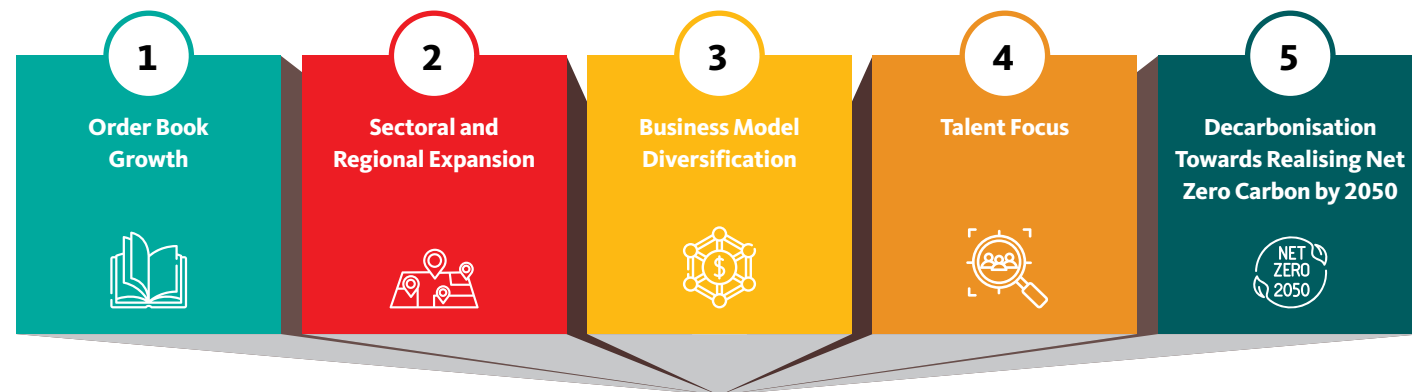 1
Order Book
Growth
2
Sectoral and
Regional Expansion
3
Business Model
Diversification
$
4
Talent Focus
5
Decarbonisation
Towards Realising Net
Zero Carbon by 2050
NET
ZERO
2050